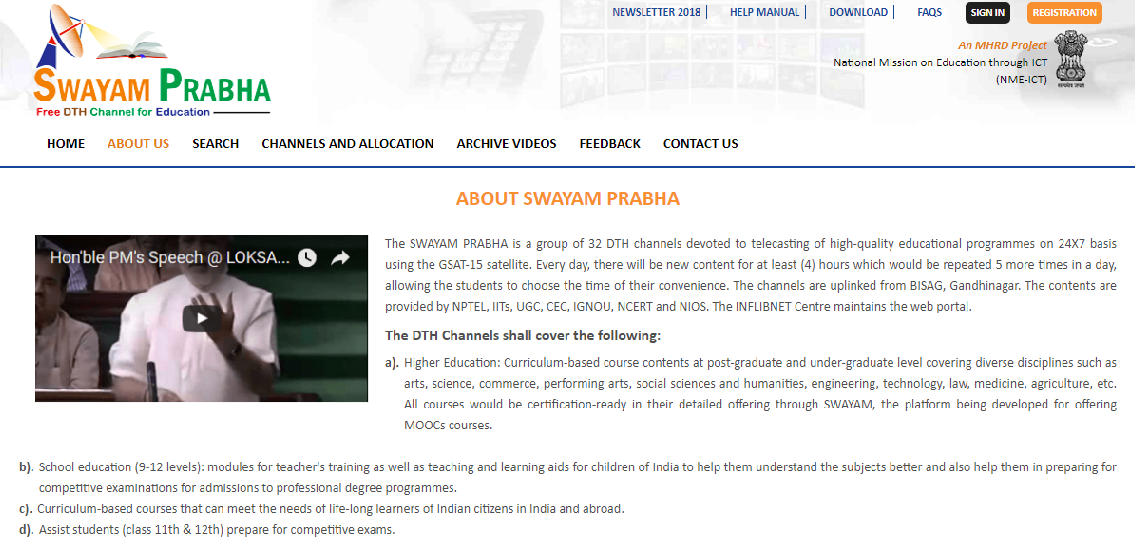 NEWSLETTER 2018 | HELP MANUAL | DOWNLOAD | FAQS SIGN IN REGISTRATION
An MHRD Project
National Mission on Education through ICT
(NME-ICT)
सत्यमेव जयते
SWAYAM PRABHA
Free DTH Channel for Education
HOME ABOUT US SEARCH CHANNELS AND ALLOCATION ARCHIVE VIDEOS FEEDBACK CONTACT US
ABOUT SWAYAM PRABHA
Hon'ble PM's Speech @ LOKSA...
The SWAYAM PRABHA is a group of 32 DTH channels devoted to telecasting of high-quality educational programmes on 24X7 basis
using the GSAT-15 satellite. Every day, there will be new content for at least (4) hours which would be repeated 5 more times in a day,
allowing the students to choose the time of their convenience. The channels are uplinked from BISAG, Gandhinagar. The contents are
provided by NPTEL, IITs, UGC, CEC, IGNOU, NCERT and NIOS. The INFLIBNET Centre maintains the web portal.
The DTH Channels shall cover the following:
a). Higher Education: Curriculum-based course contents at post-graduate and under-graduate level covering diverse disciplines such as
arts, science, commerce, performing arts, social sciences and humanities, engineering, technology, law, medicine, agriculture, etc.
All courses would be certification-ready in their detailed offering through SWAYAM, the platform being developed for offering
MOOCs courses.
b). School education (9-12 levels): modules for teacher's training as well as teaching and learning aids for children of India to help them understand the subjects better and also help them in preparing for
competitive examinations for admissions to professional degree programmes.
c). Curriculum-based courses that can meet the needs of life-long learners of Indian citizens in India and abroad.
d). Assist students (class 11th & 12th) prepare for competitive exams.